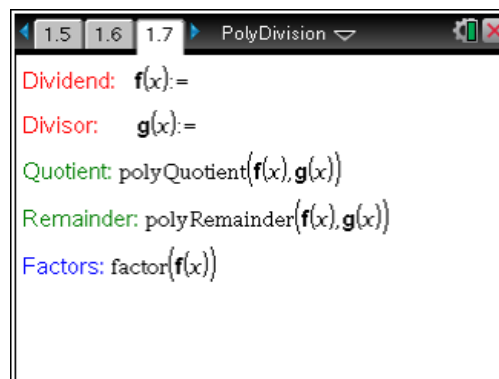 1.5 1.6 1.7 PolyDivision
Dividend: f(x):=
Divisor: g(x):=
Quotient: polyQuotient(f(x),g(x))
Remainder: polyRemainder(f(x),g(x))
Factors: factor(f(x))